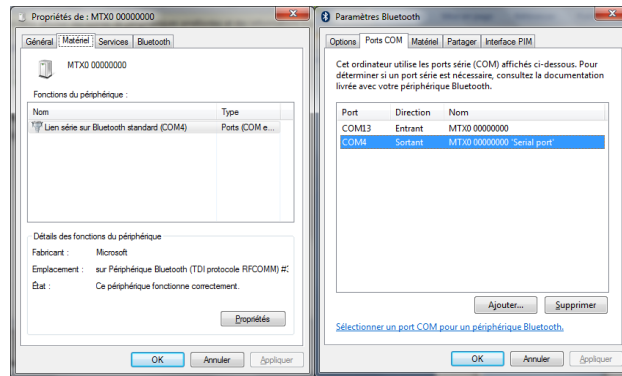 Propriétés de : MTX0 00000000
Général Matériel Services Bluetooth
MTX0 00000000
Fonctions du périphérique :
Nom Type
Lien série sur Bluetooth standard (COM4) Ports (COM e...
Détails des fonctions du périphérique
Fabricant : Microsoft
Emplacement : sur Périphérique Bluetooth (TDI protocole RFCOMM) #
État : Ce périphérique fonctionne correctement.
Propriétés
OK Annuler Appliquer
Paramètres Bluetooth
Options Ports COM Matériel Partager Interface PIM
Cet ordinateur utilise les ports série (COM) affichés ci-dessous. Pour
déterminer si un port série est nécessaire, consultez la documentation
livrée avec votre périphérique Bluetooth.
Port Direction Nom
COM13 Entrant MTX0 00000000
COM4 Sortant MTX0 00000000 'Serial port'
Ajouter... Supprimer
Sélectionner un port COM pour un périphérique Bluetooth.
OK Annuler Appliquer